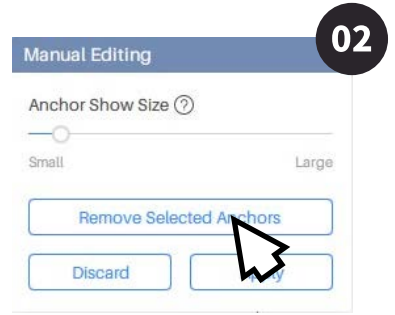 02
Manual Editing
Anchor Show Size ?
Small Large
Remove Selected Anchors
Discard